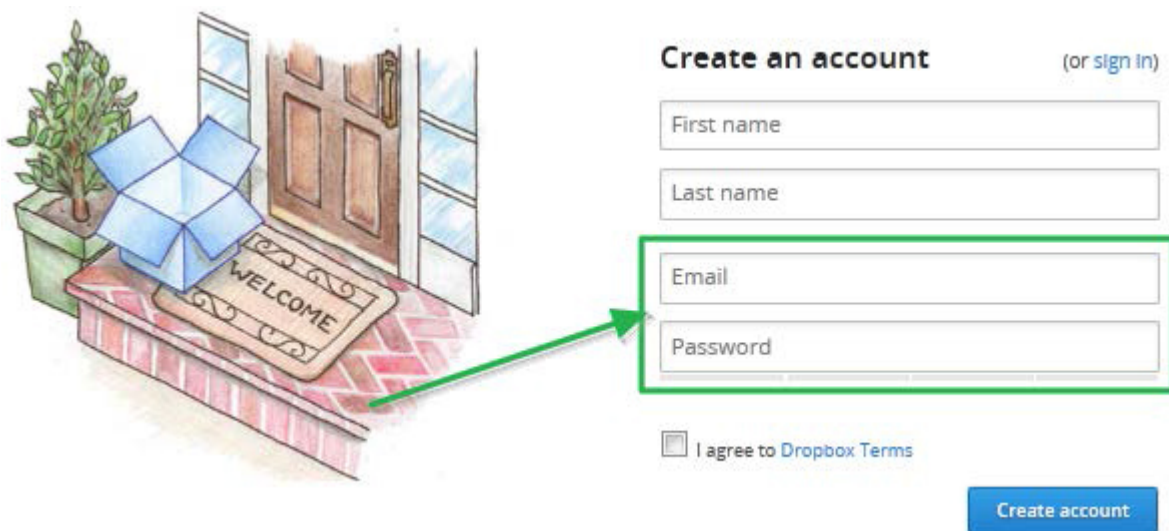 Create an account
(or sign in)
First name
Last name
Email
Password
WELCOME
I agree to Dropbox Terms
Create account